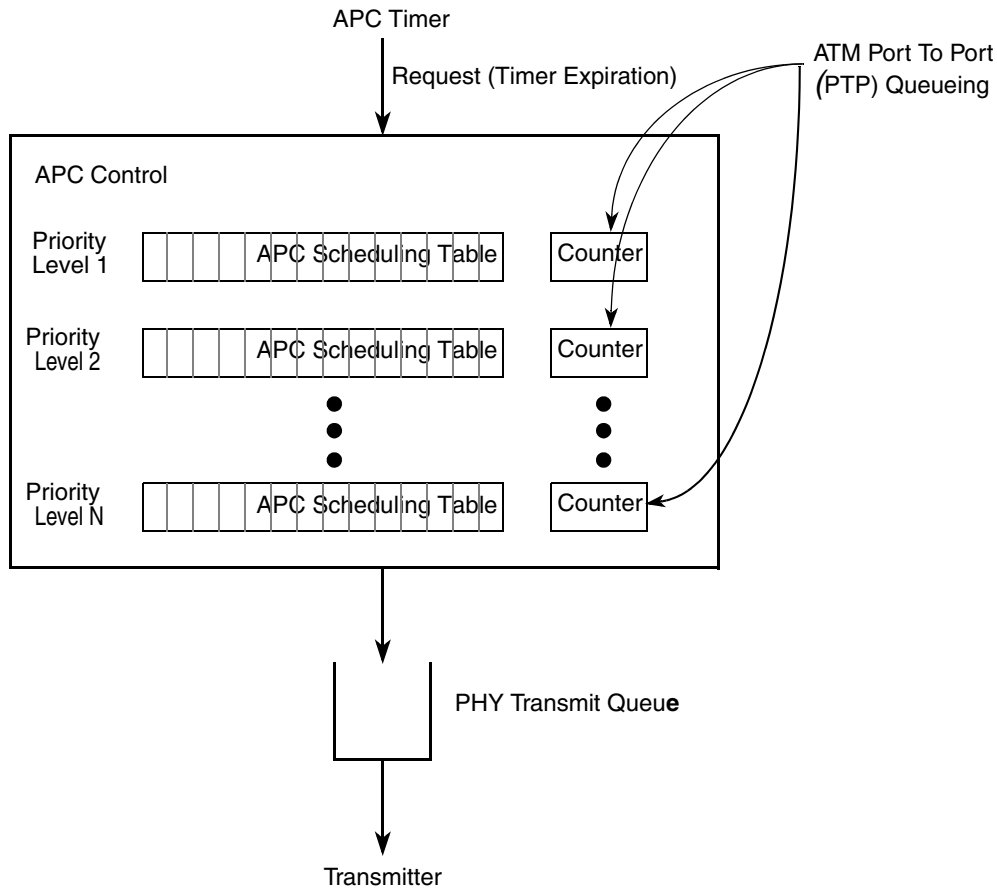 APC Timer
Request (Timer Expiration)
ATM Port To Port
(PTP) Queueing
APC Control
Priority
Level 1
APC Scheduling Table
Counter
Priority
Level 2
APC Scheduling Table
Counter
Priority
Level N
APC Scheduling Table
Counter
PHY Transmit Queue
Transmitter